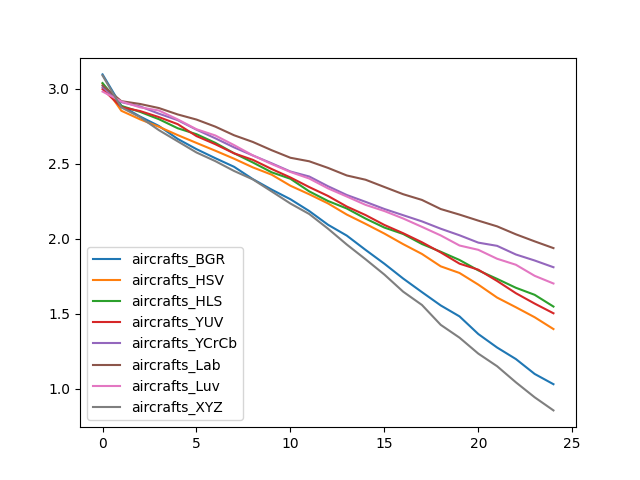 3.0
2.5
2.0
1.5
1.0
aircrafts_BGR
aircrafts_HSV
aircrafts_HLS
aircrafts_YUV
aircrafts_YCrCb
aircrafts_Lab
aircrafts_Luv
aircrafts_XYZ
0 5 10 15 20 25